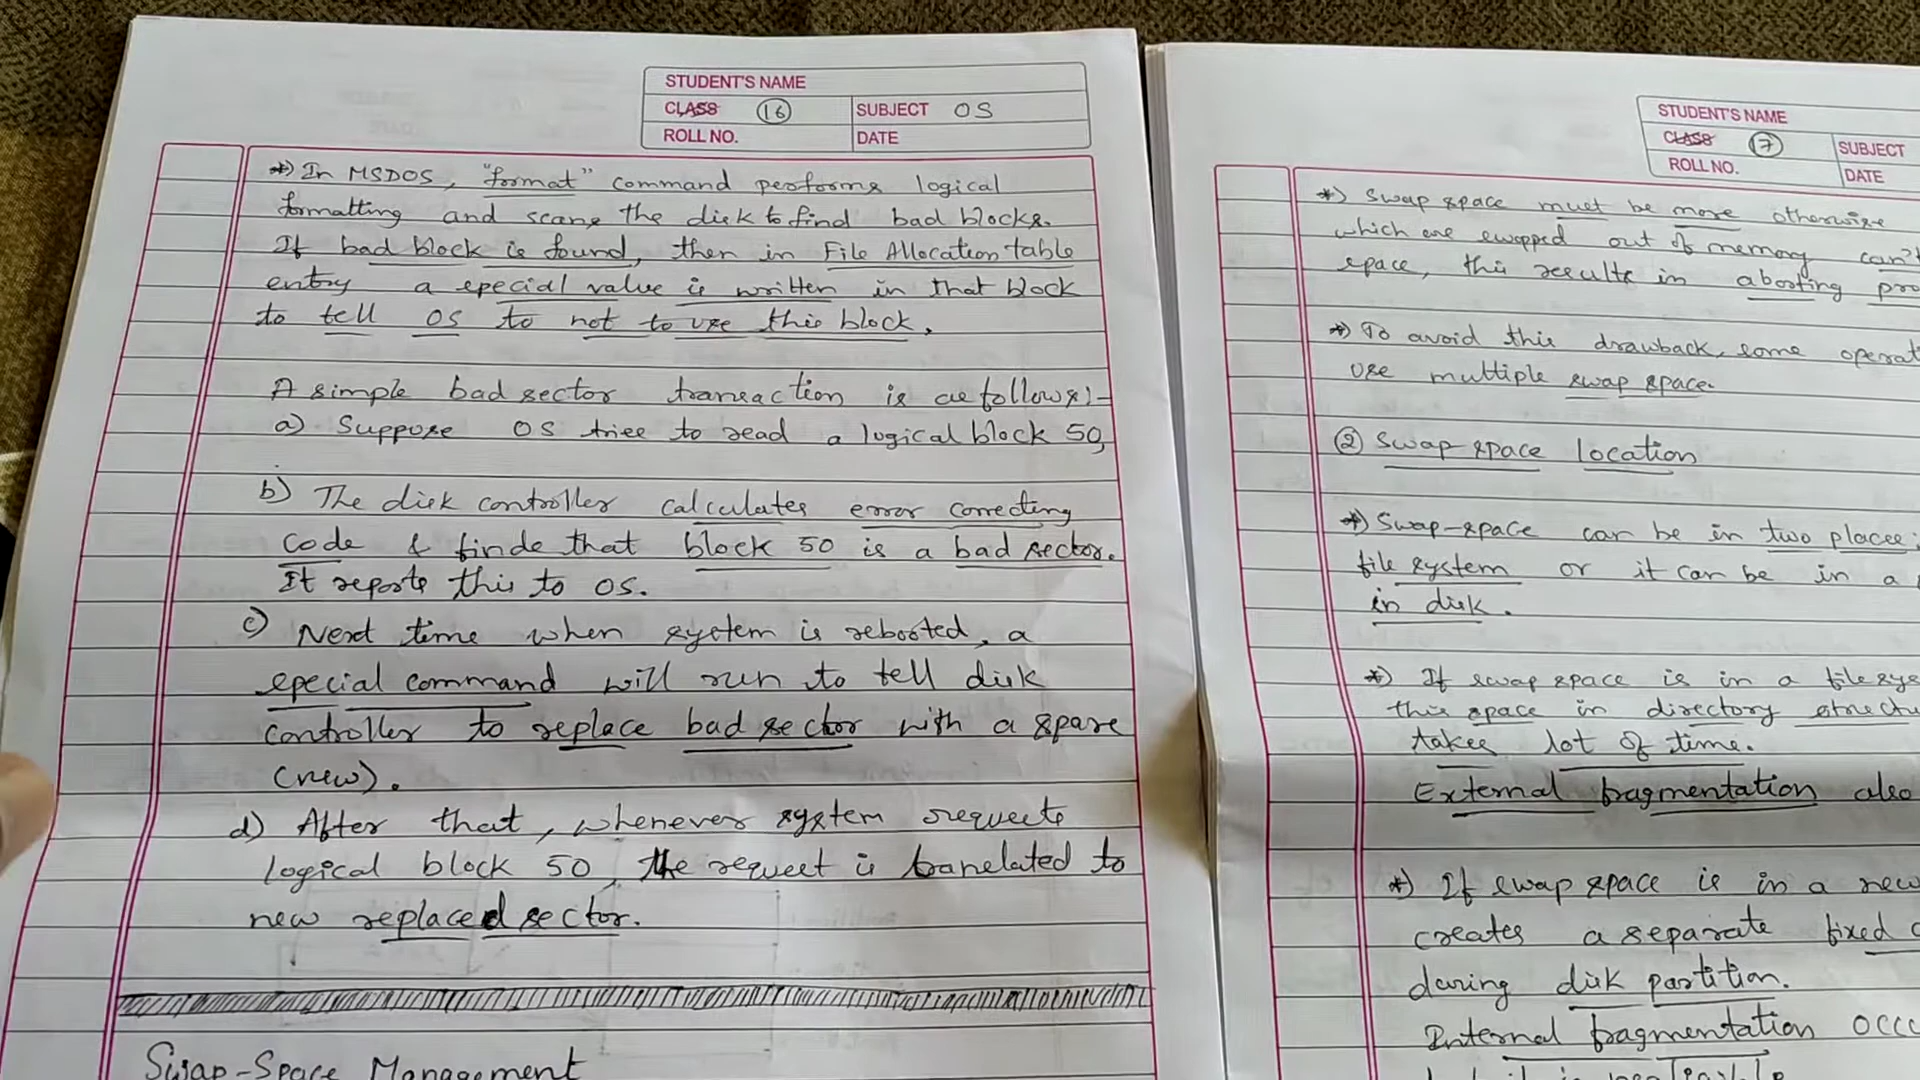 STUDENT'S NAME
CLASS 16 SUBJECT OS
ROLL NO. DATE
*) In MSDOS, "format" command performs logical
formatting and scans the disk to find bad blocks.
If bad block is found, then in File Allocation table
entry a special value is written in that block
to tell OS to not to use this block.
A simple bad sector transaction is as follows:-
a) Suppose OS tries to read a logical block 50,
b) The disk controller calculates error correcting
code & finds that block 50 is a bad sector.
It reports this to OS.
c) Next time when system is rebooted, a
special command will run to tell disk
controller to replace bad sector with a spare
(new).
d) After that, whenever system requests
logical block 50, the request is translated to
new replaced sector.
Swap-Space Management
STUDENT'S NAME
CLASS 17 SUBJECT
ROLL NO. DATE
*) Swap space must be more otherwise
which are swapped out of memory can't
space, this results in aborting pro
*) To avoid this drawback, some operat
use multiple swap space.
② Swap space location
*) Swap-space can be in two places:
file system or it can be in a
in disk.
*) If swap space is in a file sys
this space in directory structu
takes lot of time.
External fragmentation also
*) If swap space is in a new
creates a separate fixed
during disk partition.
Internal fragmentation occu